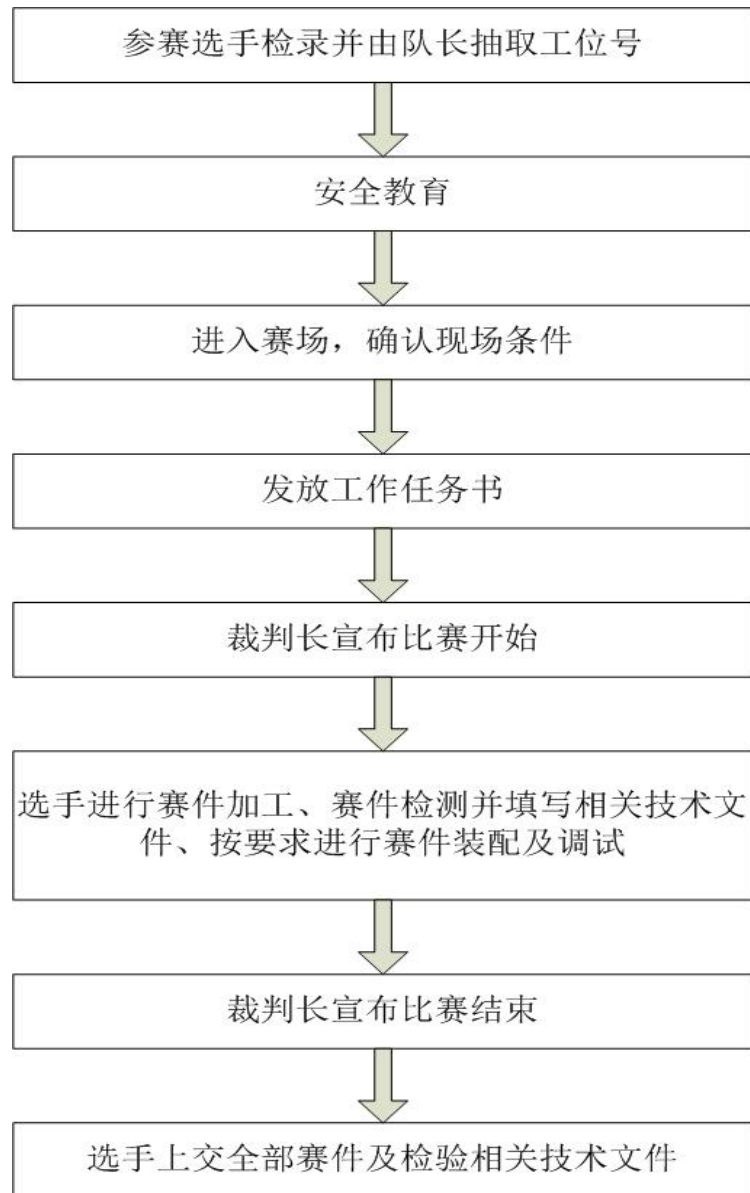 参赛选手检录并由队长抽取工位号
安全教育
进入赛场，确认现场条件
发放工作任务书
裁判长宣布比赛开始
选手进行赛件加工、赛件检测并填写相关技术文
件、按要求进行赛件装配及调试
裁判长宣布比赛结束
选手上交全部赛件及检验相关技术文件